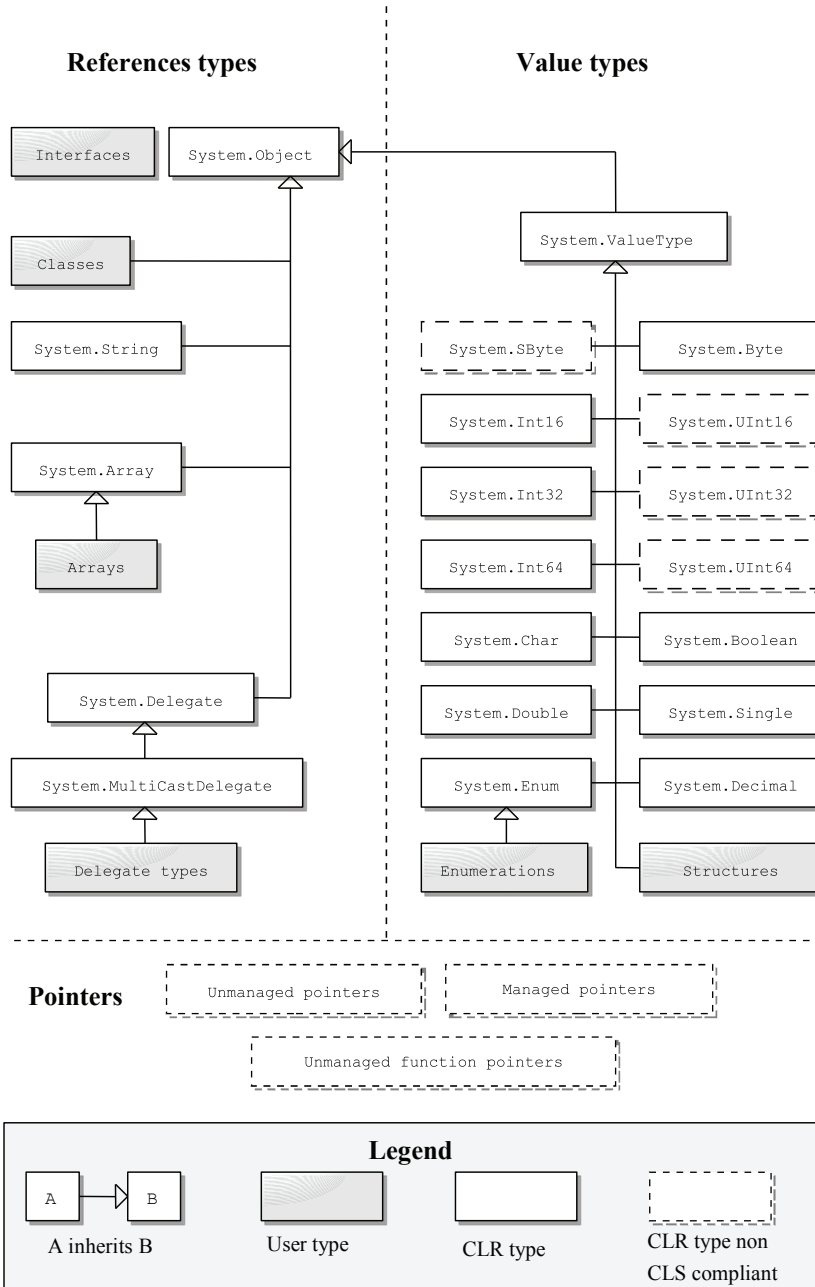 References types
Value types
Interfaces
System.Object
System.ValueType
Classes
System.String
System.SByte
System.Byte
System.Int16
System.UInt16
System.Array
System.Int32
System.UInt32
Arrays
System.Int64
System.UInt64
System.Char
System.Boolean
System.Delegate
System.Double
System.Single
System.MultiCastDelegate
System.Enum
System.Decimal
Delegate types
Enumerations
Structures
Pointers
Unmanaged pointers
Managed pointers
Unmanaged function pointers
Legend
A
B
A inherits B
User type
CLR type
CLR type non
CLS compliant